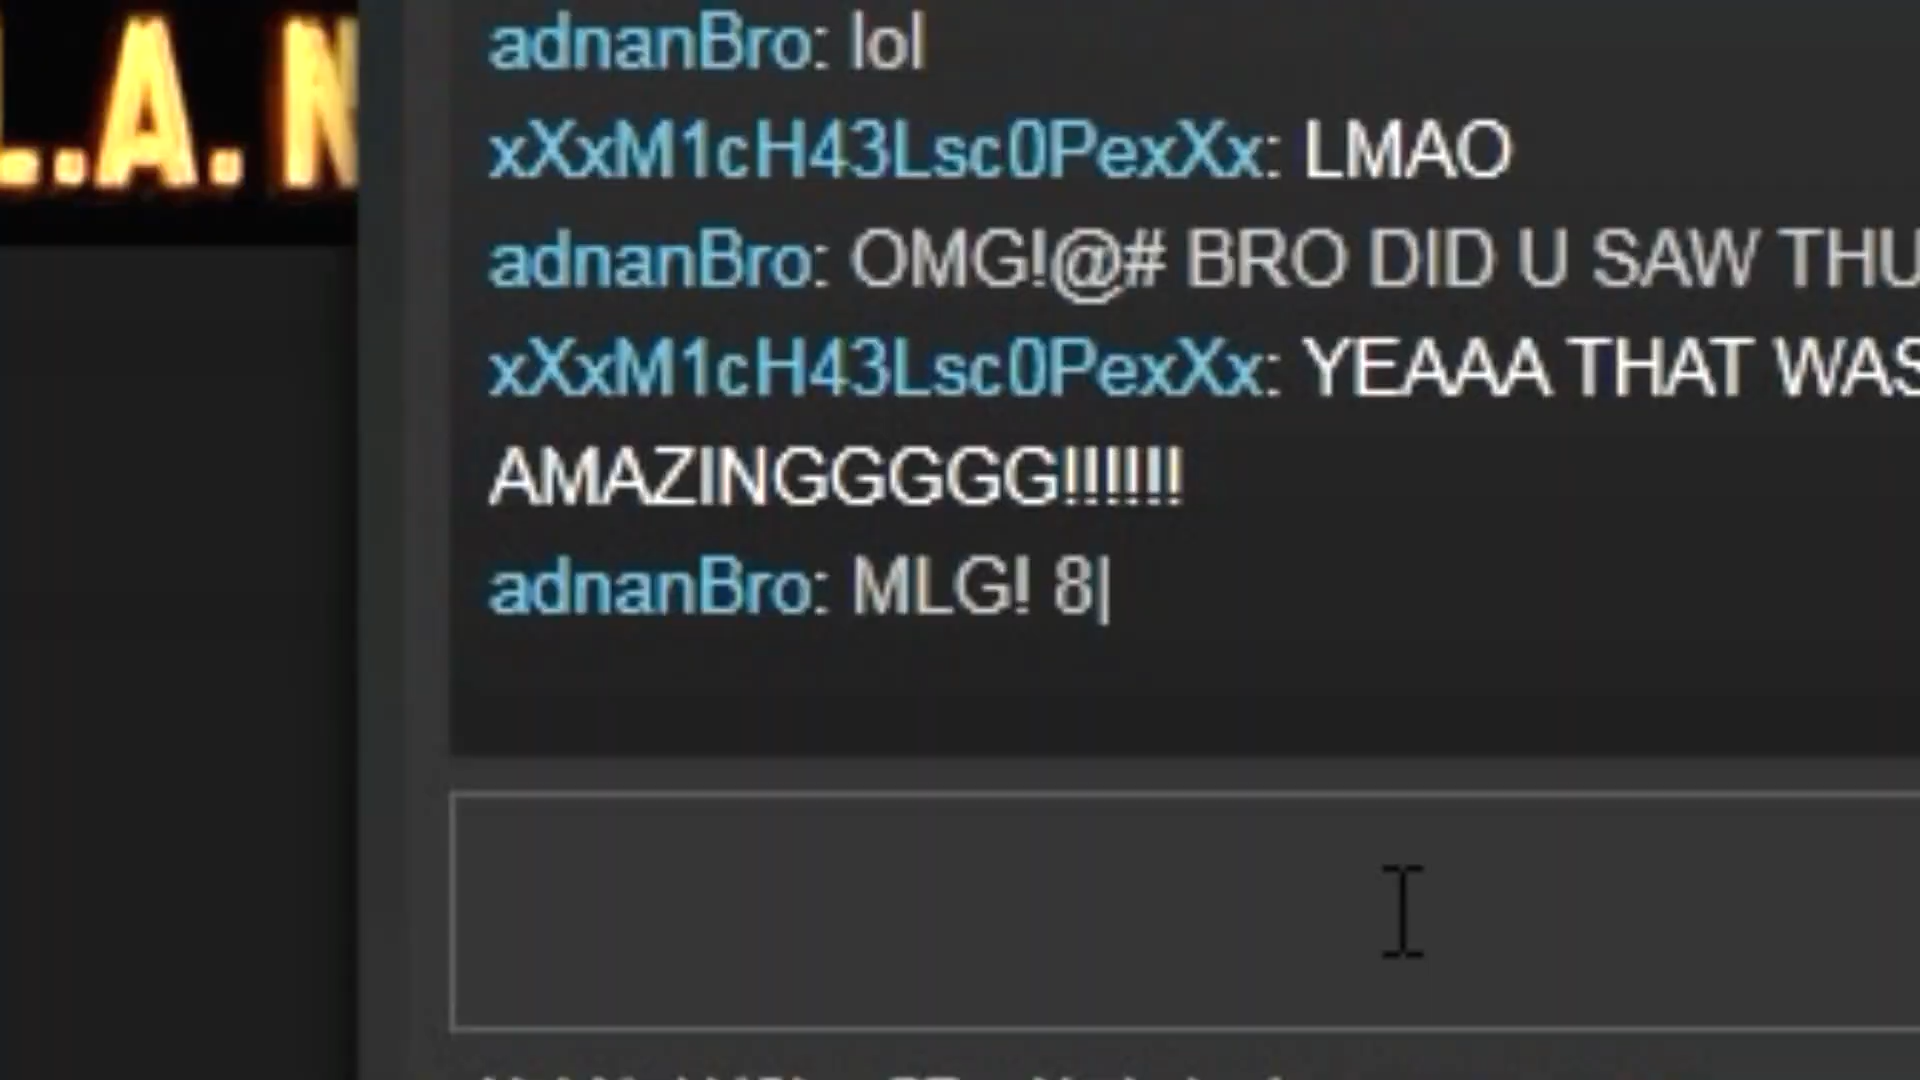 L.A.N
adnanBro: lol
xXxM1cH43Lsc0PexXx: LMAO
adnanBro: OMG!@# BRO DID U SAW THU
xXxM1cH43Lsc0PexXx: YEAAA THAT WAS
AMAZINGGGGG!!!!!!
adnanBro: MLG! 8|